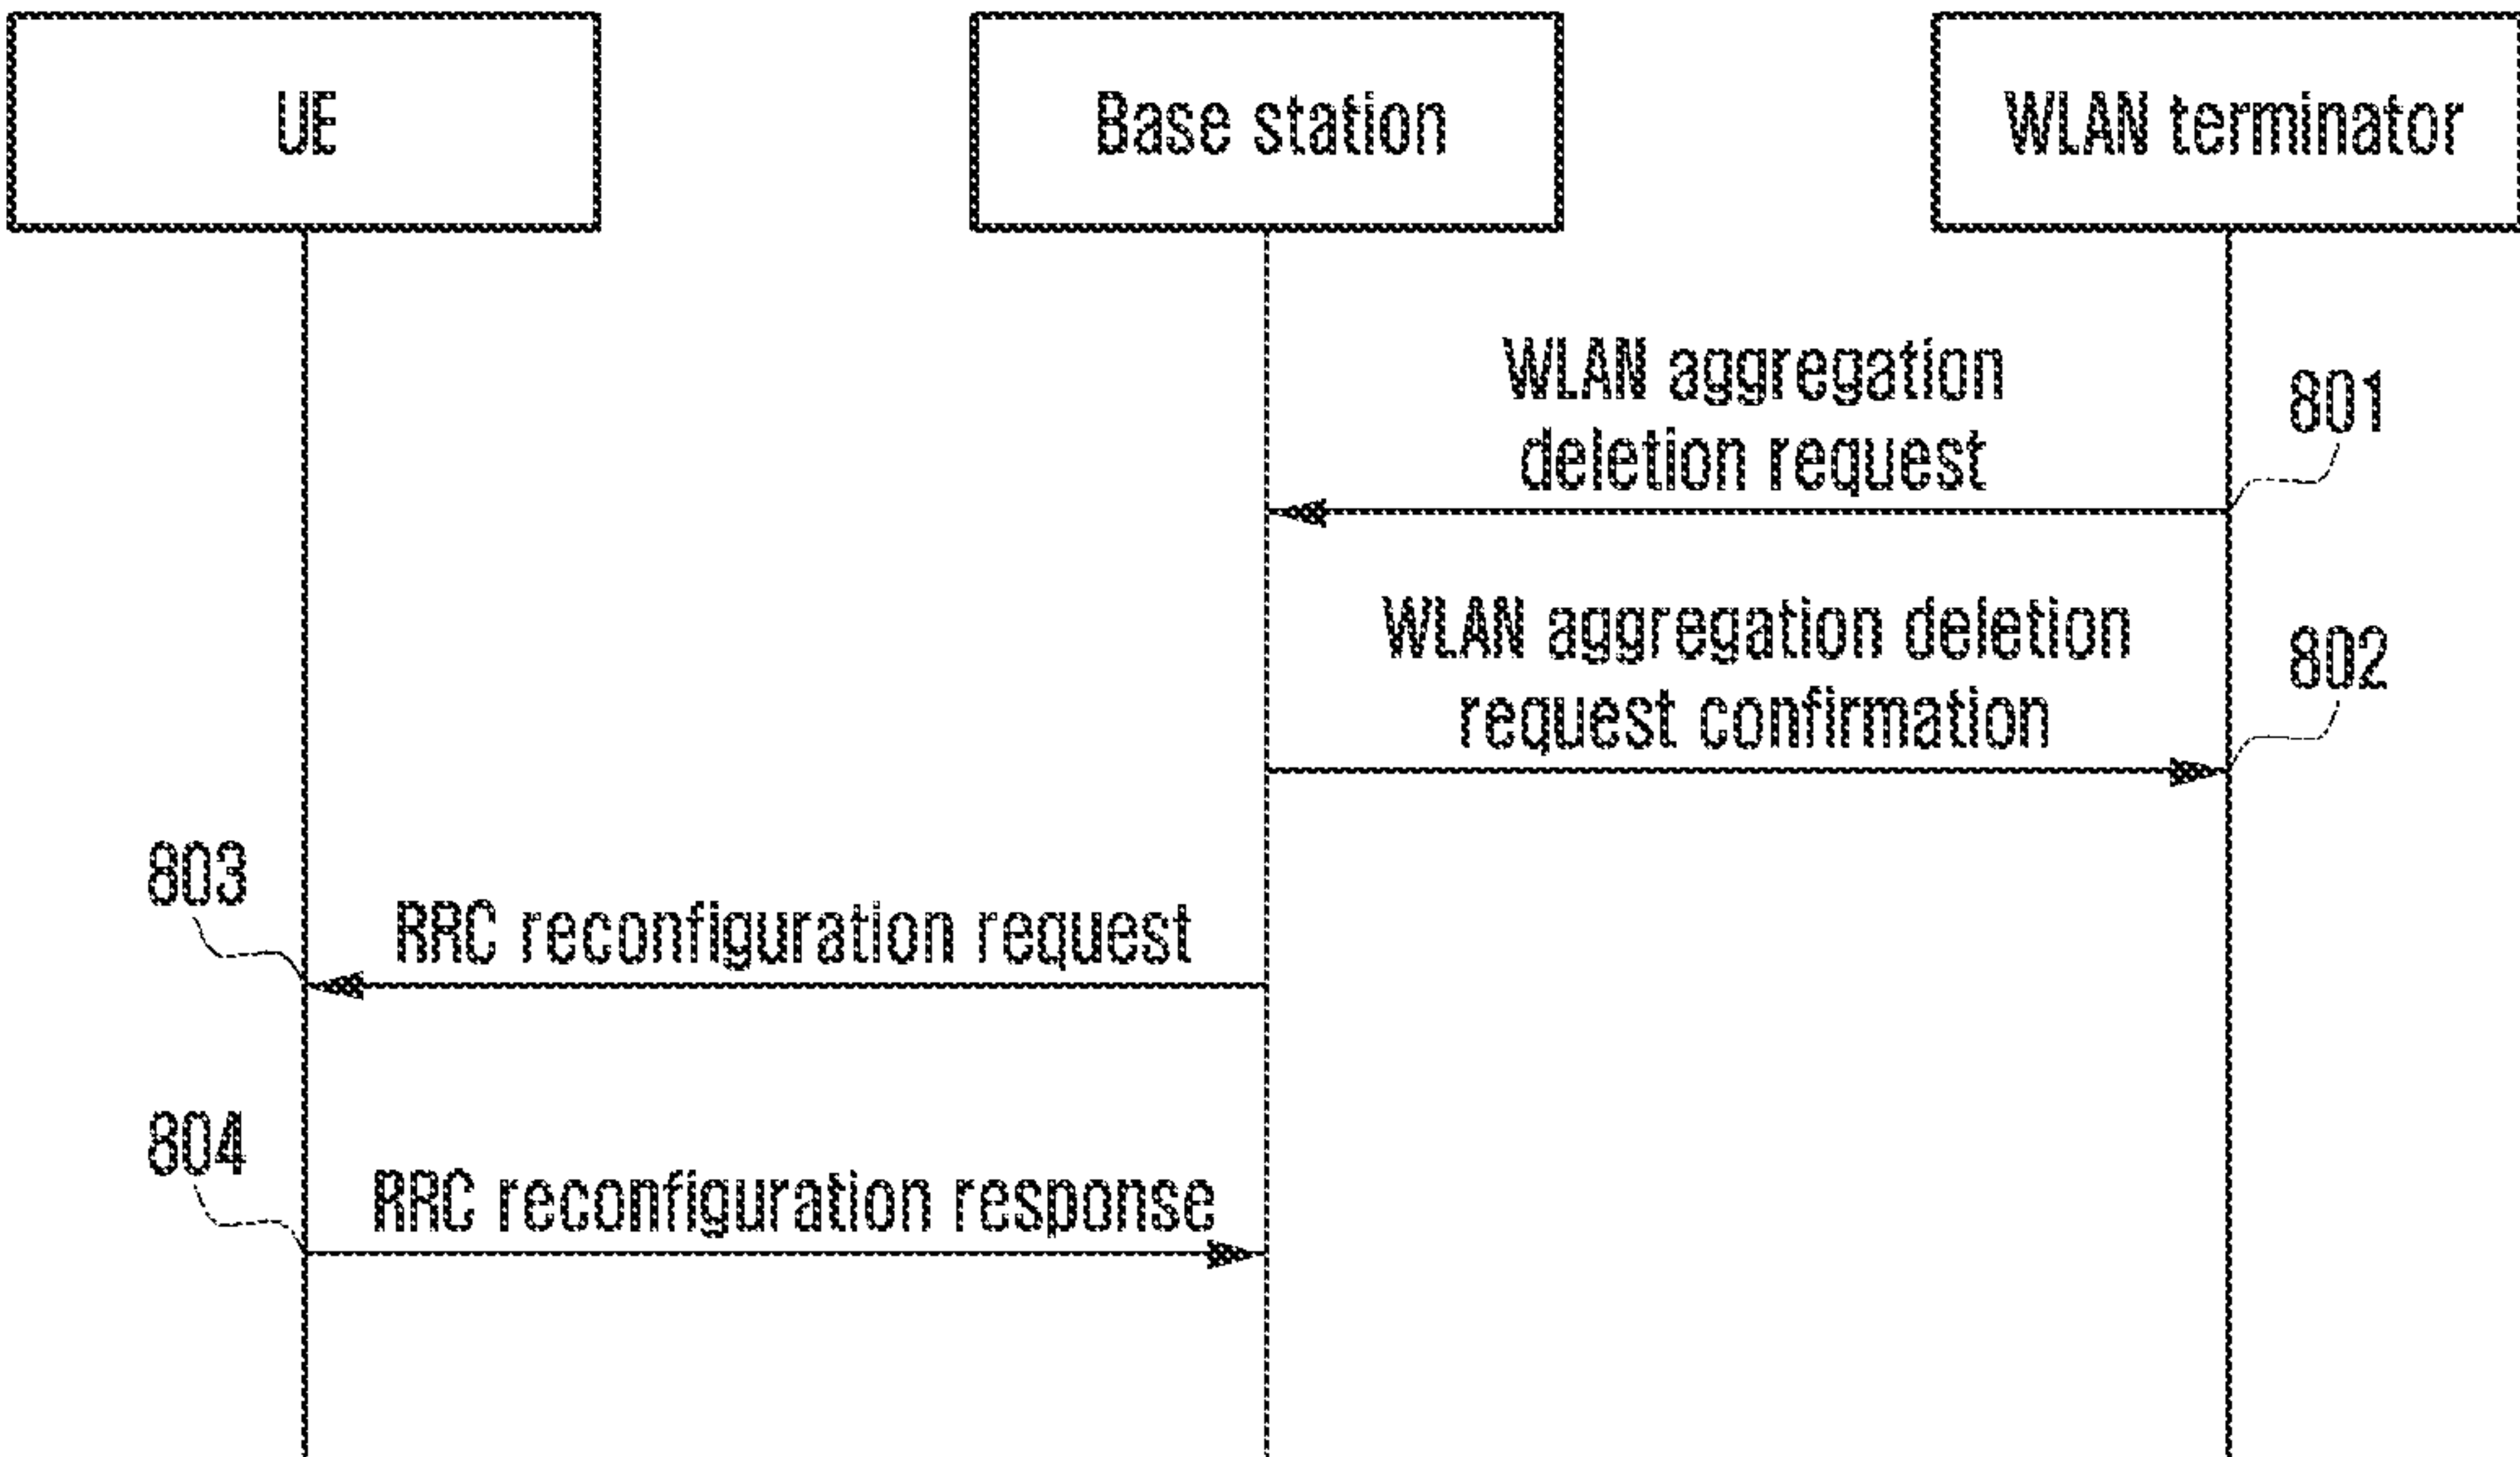 UE
Base station
WLAN terminator
WLAN aggregation
deletion request
801
WLAN aggregation deletion
request confirmation
802
803
RRC reconfiguration request
804
RRC reconfiguration response